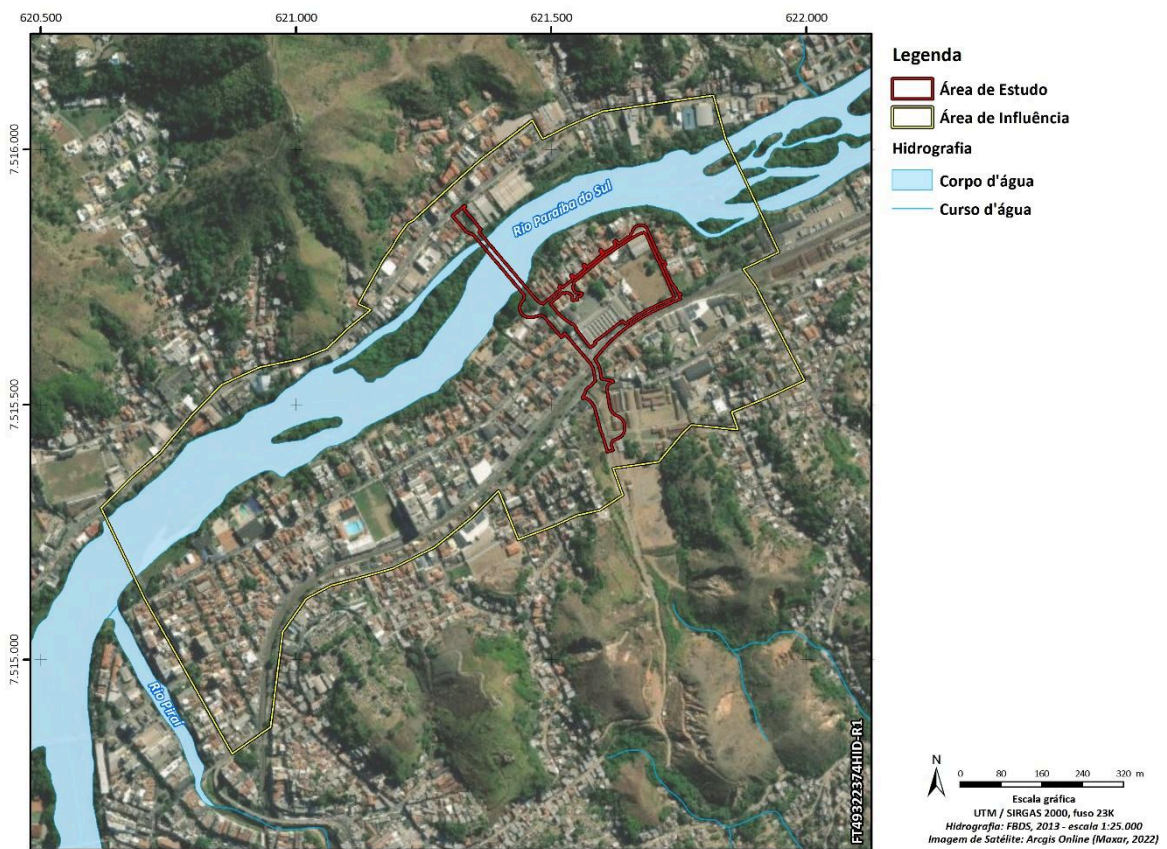 620.500
621.000
621.500
622.000
7.516.000
7.515.500
7.515.000
Rio Paraíba do Sul
Rio Piraí
FT49322374HID-R1
Legenda
Área de Estudo
Área de Influência
Hidrografia
Corpo d'água
Curso d'água
N
0 80 160 240 320 m
Escala gráfica
UTM / SIRGAS 2000, fuso 23K
Hidrografia: FBDS, 2013 - escala 1:25.000
Imagem de Satélite: Arcgis Online (Maxar, 2022)